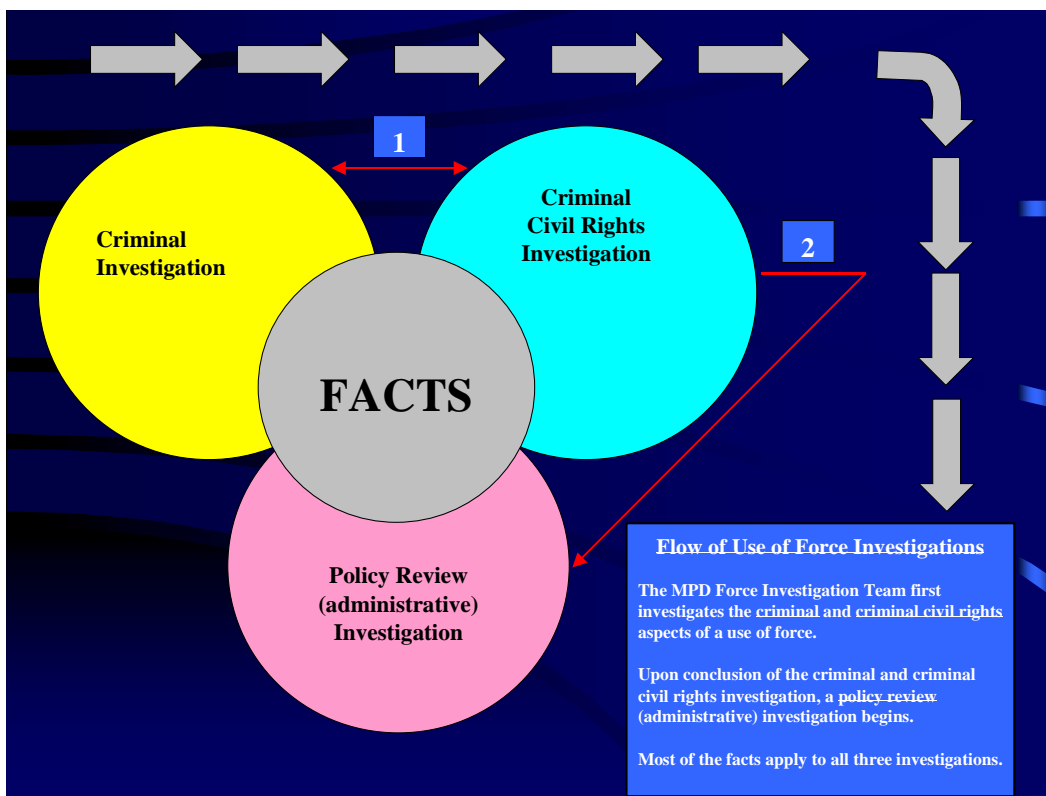 1
Criminal
Investigation
Criminal
Civil Rights
Investigation
2
FACTS
Policy Review
(administrative)
Investigation
Flow of Use of Force Investigations
The MPD Force Investigation Team first
investigates the criminal and criminal civil rights
aspects of a use of force.
Upon conclusion of the criminal and criminal
civil rights investigation, a policy review
(administrative) investigation begins.
Most of the facts apply to all three investigations.